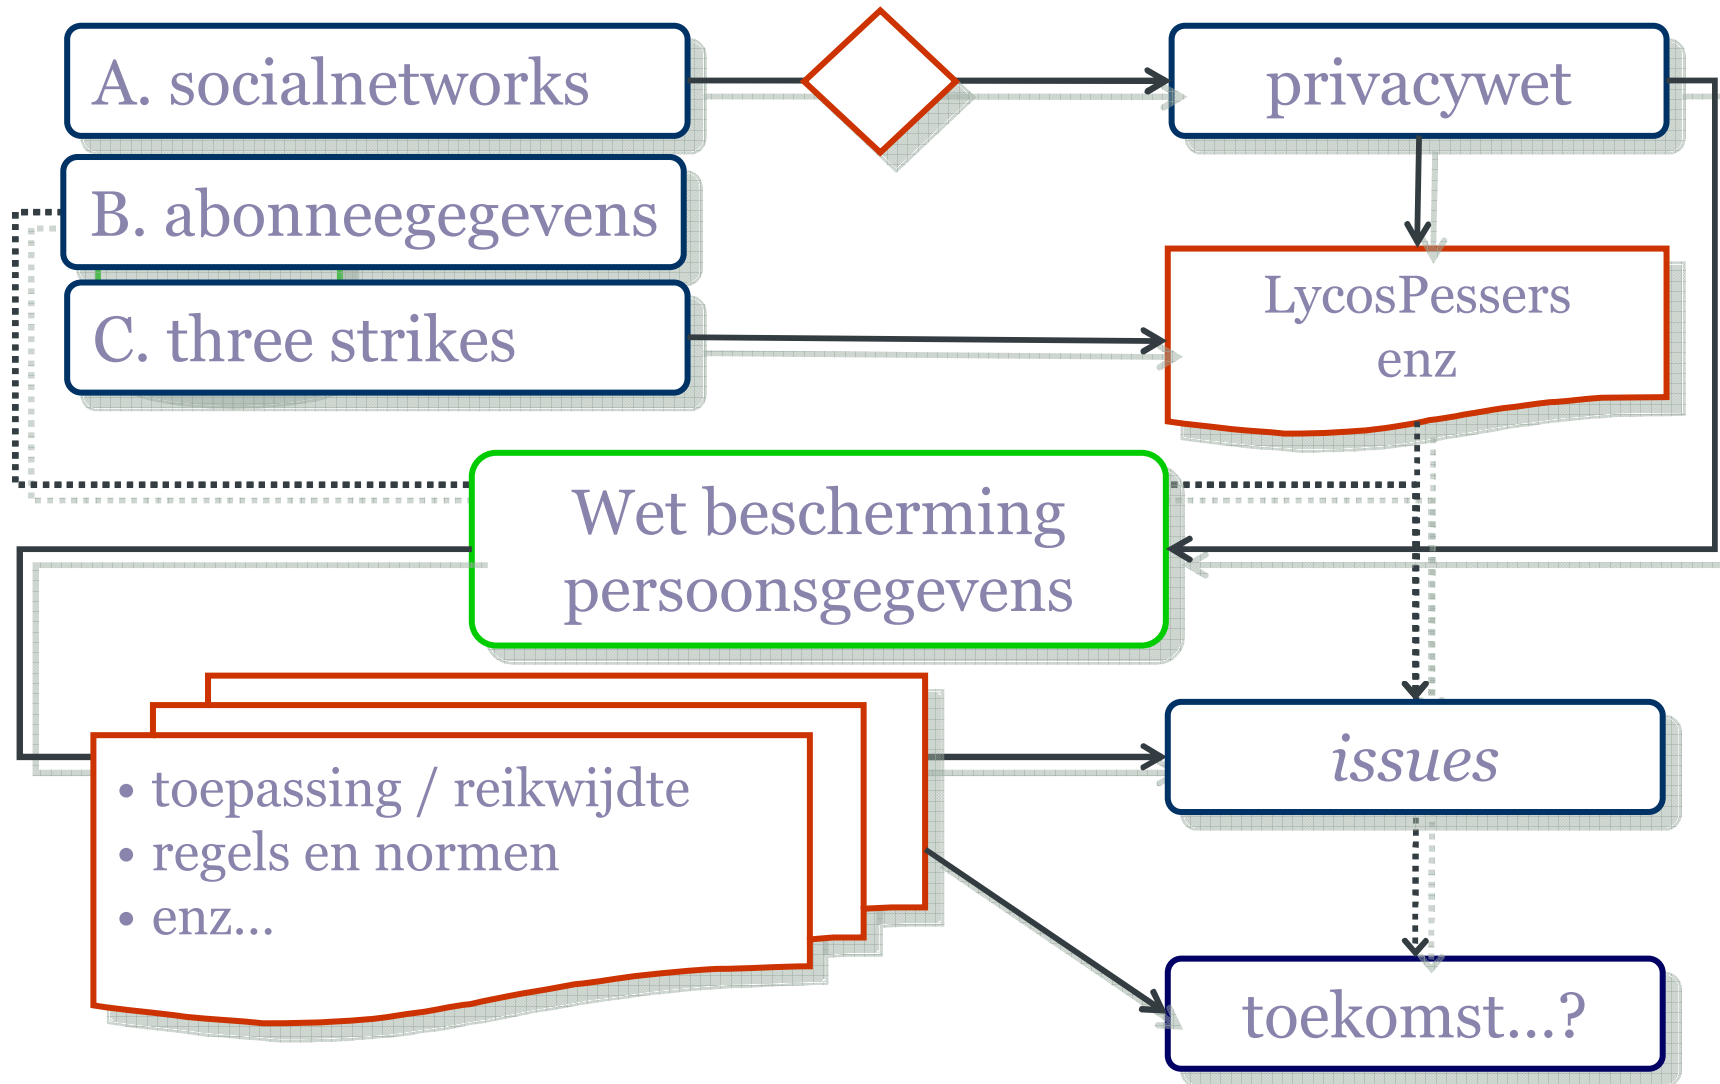 A. socialnetworks
privacywet
B. abonneegegevens
LycosPessers
enz
C. three strikes
Wet bescherming
persoonsgegevens
• toepassing / reikwijdte
• regels en normen
• enz...
issues
toekomst...?